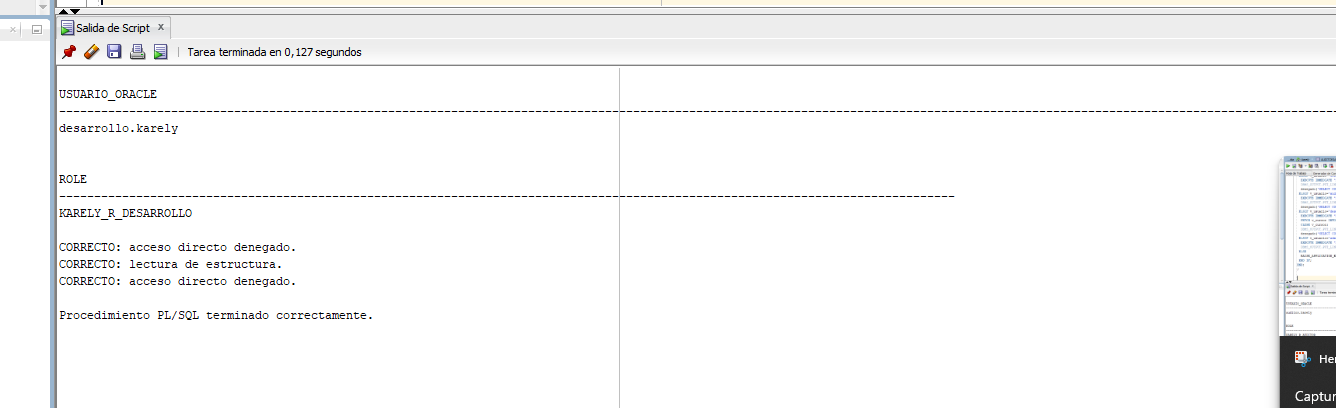 Salida de Script x
Tarea terminada en 0,127 segundos
USUARIO_ORACLE
desarrollo.karely
ROLE
KARELY_R_DESARROLLO
CORRECTO: acceso directo denegado.
CORRECTO: lectura de estructura.
CORRECTO: acceso directo denegado.
Procedimiento PL/SQL terminado correctamente.
Her
Captur